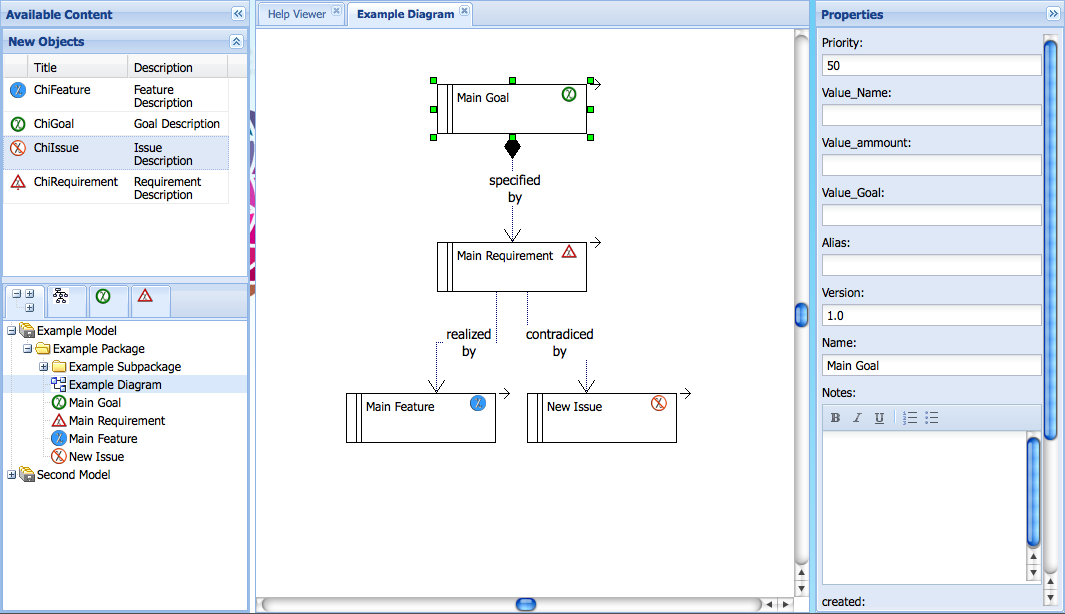 Available Content
New Objects
Title Description
ChiFeature Feature
Description
ChiGoal Goal Description
ChiIssue Issue
Description
ChiRequirement Requirement
Description
Example Model
Example Package
Example Subpackage
Example Diagram
Main Goal
Main Requirement
Main Feature
New Issue
Second Model
Help Viewer Example Diagram
Main Goal
specified
by
Main Requirement
realized
by
contradiced
by
Main Feature
New Issue
Properties
Priority:
50
Value_Name:
Value_ammount:
Value_Goal:
Alias:
Version:
1.0
Name:
Main Goal
Notes:
B I U
created: